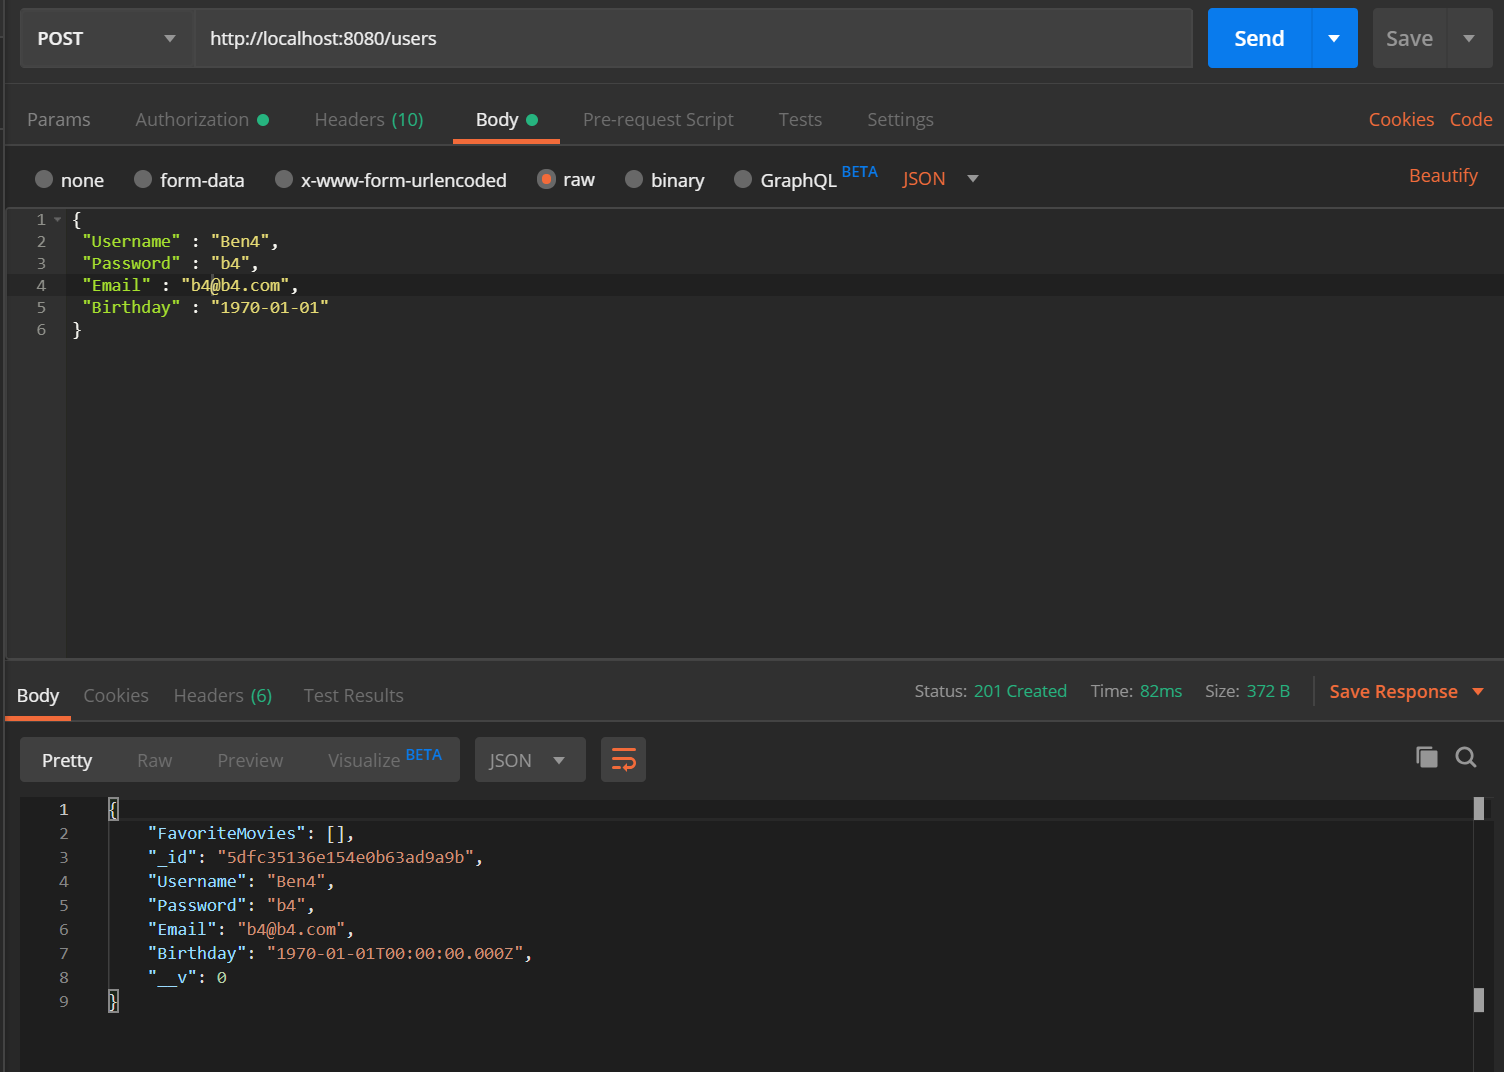 POST http://localhost:8080/users Send Save
Params Authorization Headers (10) Body Pre-request Script Tests Settings Cookies Code
none form-data x-www-form-urlencoded raw binary GraphQL BETA JSON Beautify
1 {
2 "Username" : "Ben4",
3 "Password" : "b4",
4 "Email" : "b4@b4.com",
5 "Birthday" : "1970-01-01"
6 }
Body Cookies Headers (6) Test Results Status: 201 Created Time: 82ms Size: 372 B Save Response
Pretty Raw Preview Visualize BETA JSON
1 {
2 "FavoriteMovies": [],
3 "_id": "5dfc35136e154e0b63ad9a9b",
4 "Username": "Ben4",
5 "Password": "b4",
6 "Email": "b4@b4.com",
7 "Birthday": "1970-01-01T00:00:00.000Z",
8 "__v": 0
9 }